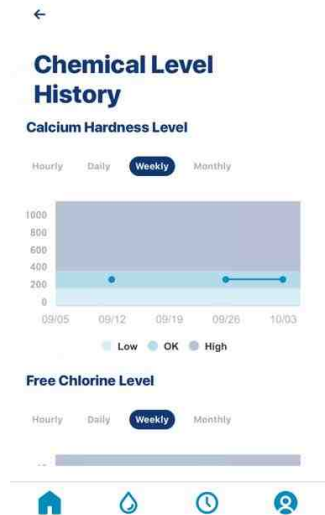 Chemical Level
History
Calcium Hardness Level
Hourly Daily Weekly Monthly
1000
800
600
400
200
0
09/05 09/12 09/19 09/26 10/03
Low OK High
Free Chlorine Level
Hourly Daily Weekly Monthly